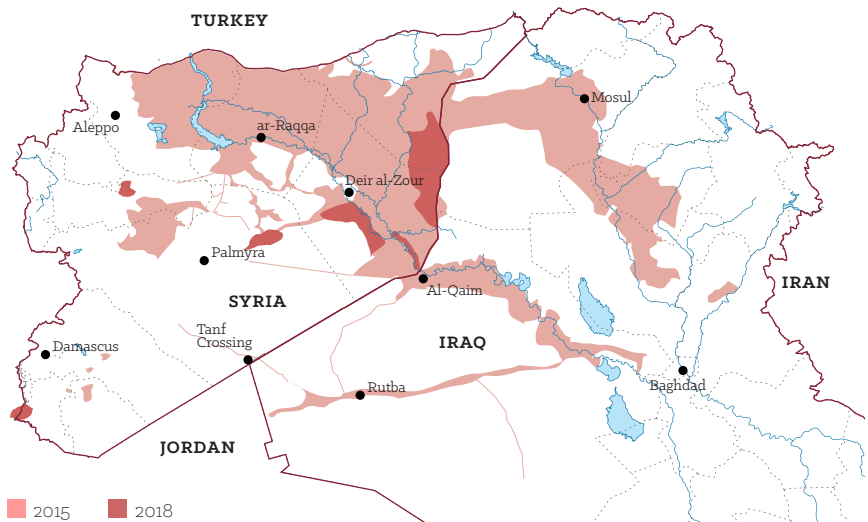 TURKEY
Aleppo
ar-Raqqa
Mosul
Deir al-Zour
Palmyra
Al-Qaim
SYRIA
IRAN
Tanf
Crossing
IRAQ
Damascus
Rutba
Baghdad
JORDAN
2015
2018